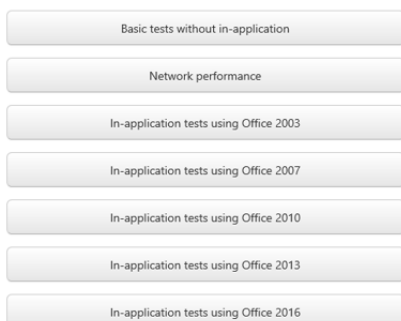 Basic tests without in-application
Network performance
In-application tests using Office 2003
In-application tests using Office 2007
In-application tests using Office 2010
In-application tests using Office 2013
In-application tests using Office 2016